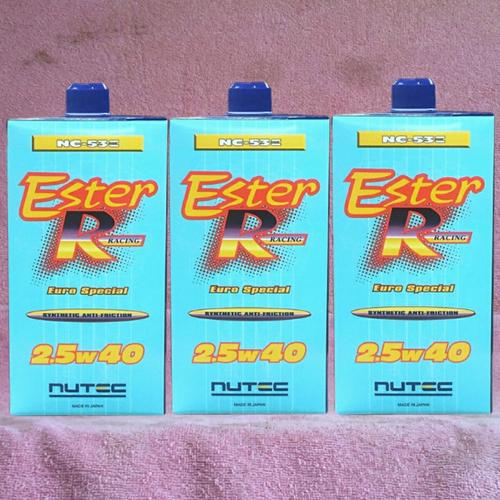 NC-53E
Ester
R RACING
Euro Special
SYNTHETIC ANTI-FRICTION
2.5w40
nutec
MADE IN JAPAN
NC-53E
Ester
R RACING
Euro Special
SYNTHETIC ANTI-FRICTION
2.5w40
nutec
MADE IN JAPAN
NC-53E
Ester
R RACING
Euro Special
SYNTHETIC ANTI-FRICTION
2.5w40
nutec
MADE IN JAPAN